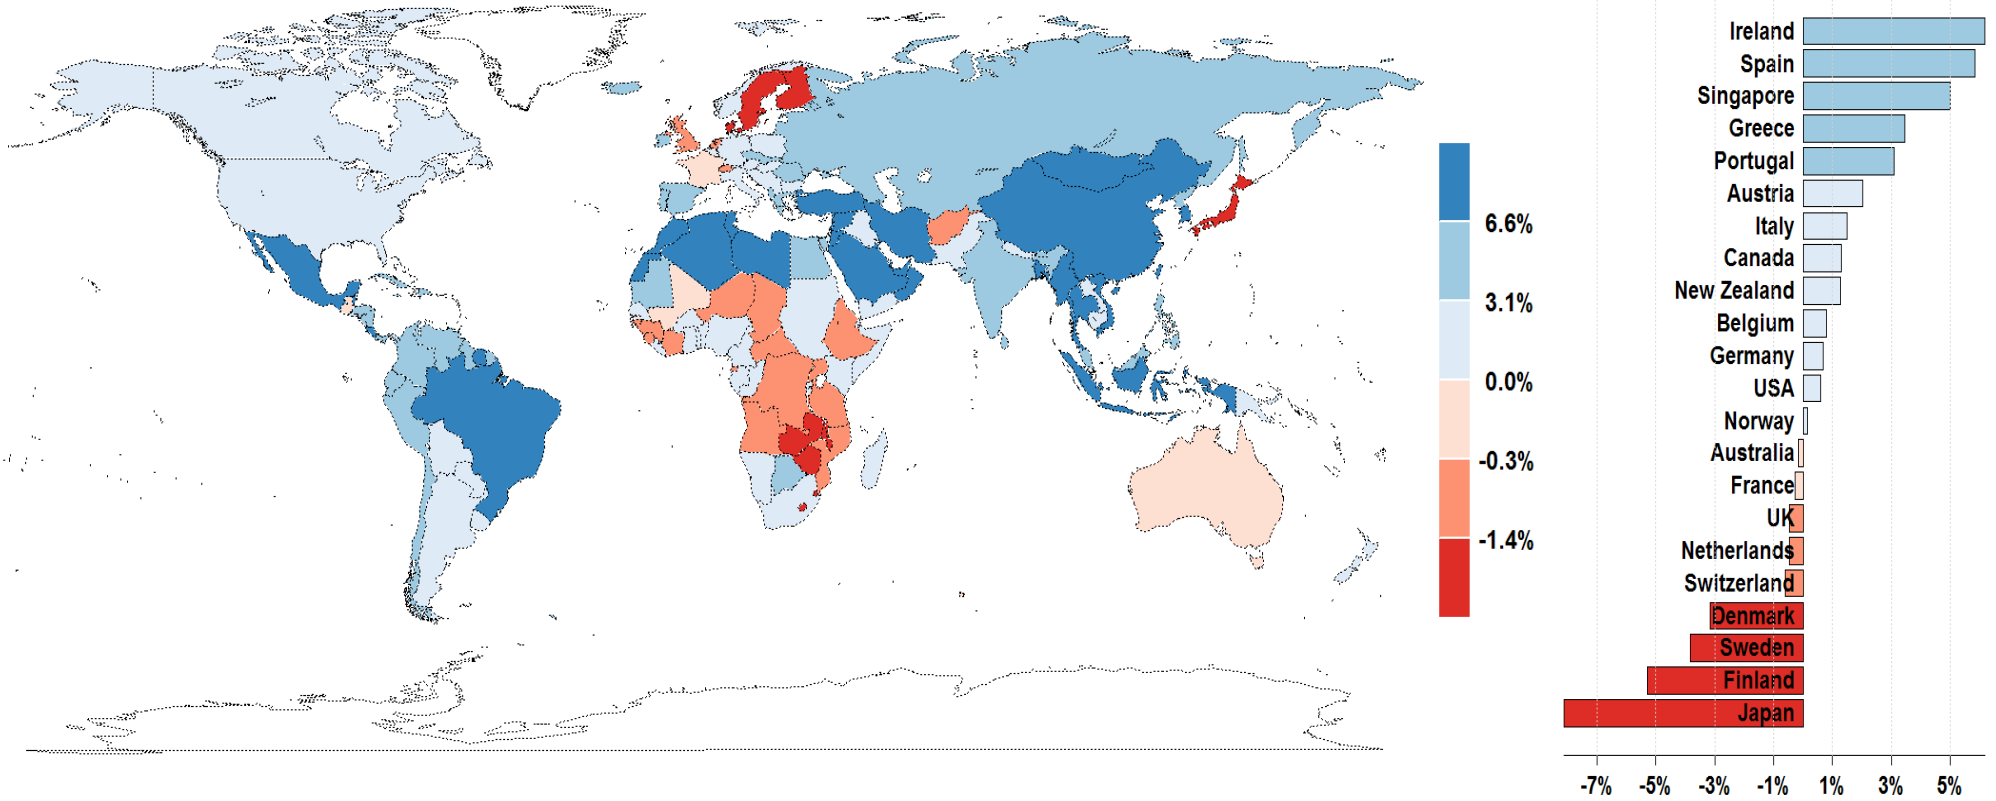 6.6%
3.1%
0.0%
-0.3%
-1.4%
Ireland
Spain
Singapore
Greece
Portugal
Austria
Italy
Canada
New Zealand
Belgium
Germany
USA
Norway
Australia
France
UK
Netherlands
Switzerland
Denmark
Sweden
Finland
Japan
-7% -5% -3% -1% 1% 3% 5%